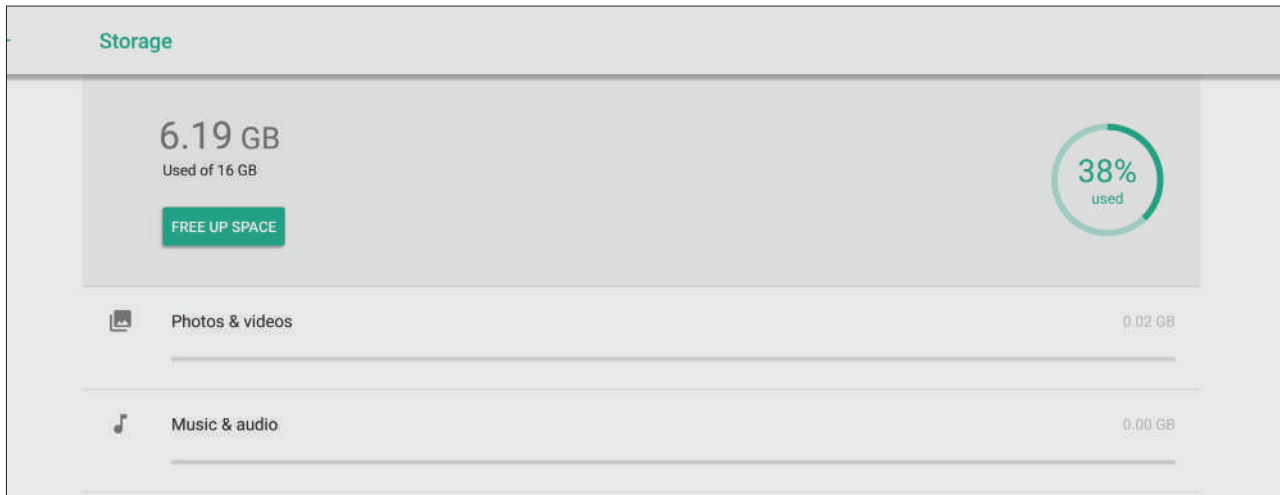 Storage
6.19 GB
Used of 16 GB
FREE UP SPACE
38%
used
Photos & videos
0.02 GB
Music & audio
0.00 GB